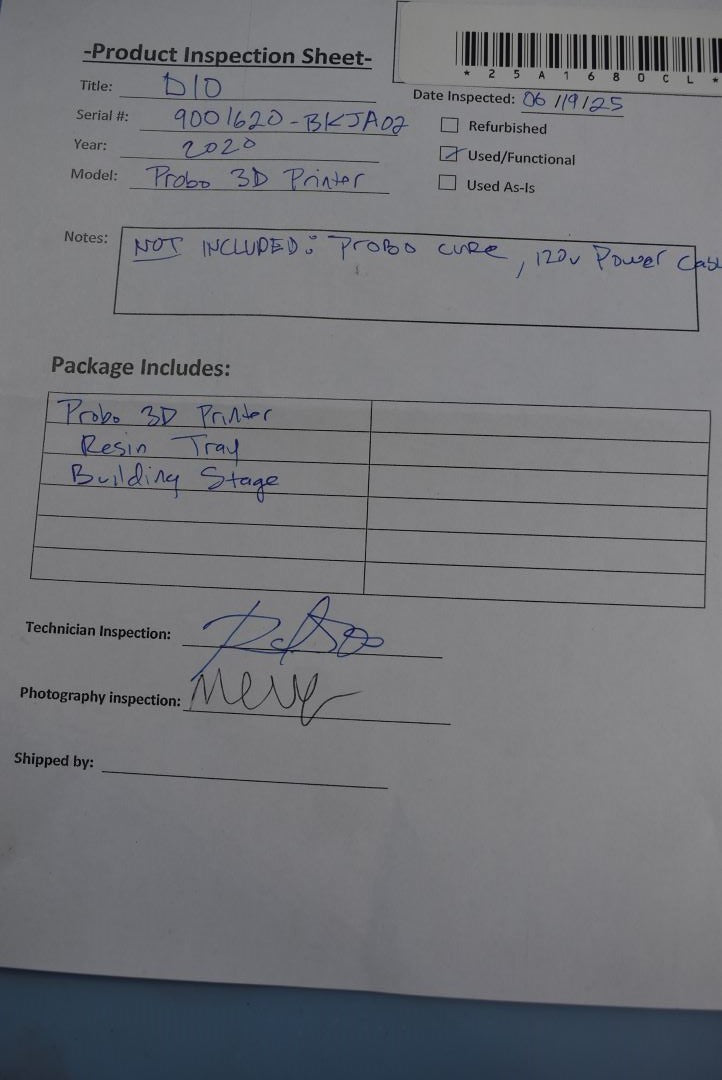 -Product Inspection Sheet-
* 2 5 A 1 6 8 0 C L *
Title: DIO
Date Inspected: 06/19/25
Serial #: 9001620-BKJA02
Refurbished
Year: 2020
Used/Functional
Model: Probo 3D Printer
Used As-Is
Notes: NOT INCLUDED: PROBO CURE, 120v Power
Package Includes:
Probo 3D Printer
Resin Tray
Building Stage
Technician Inspection:
Photography inspection:
Shipped by: